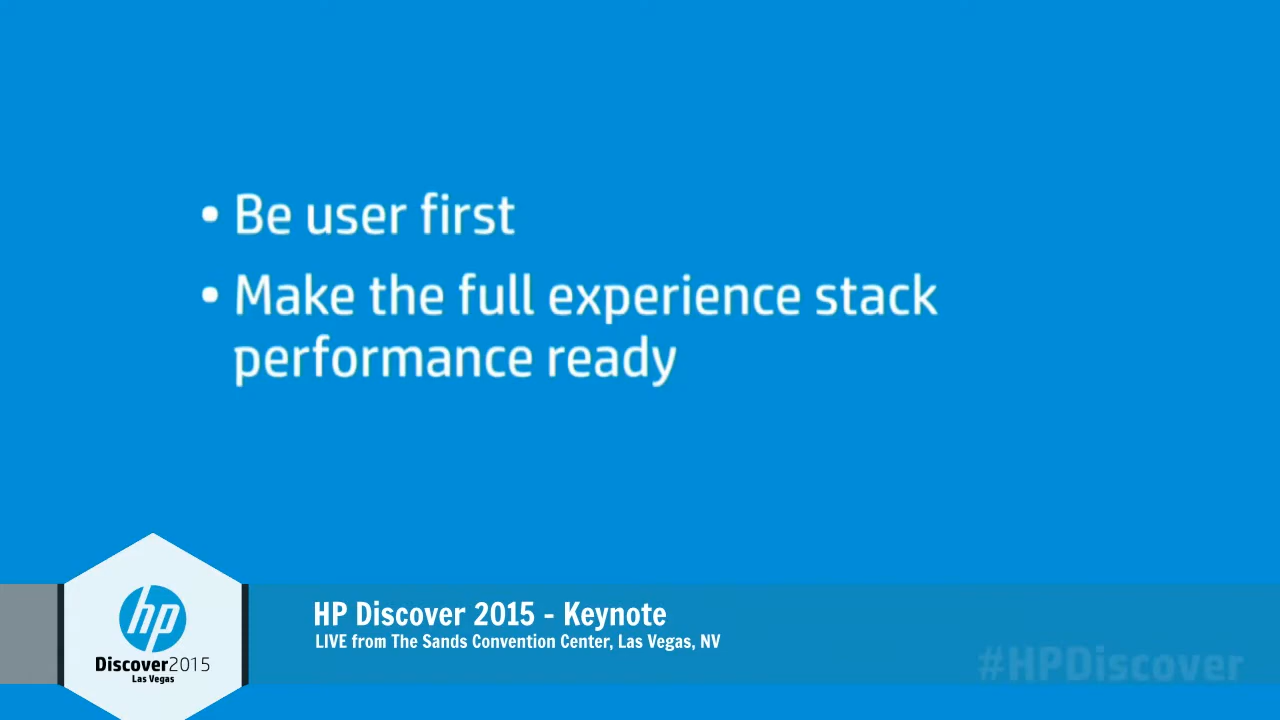 • Be user first
• Make the full experience stack
performance ready
hp
Discover2015
Las Vegas
HP Discover 2015 - Keynote
LIVE from The Sands Convention Center, Las Vegas, NV
#HPDiscover